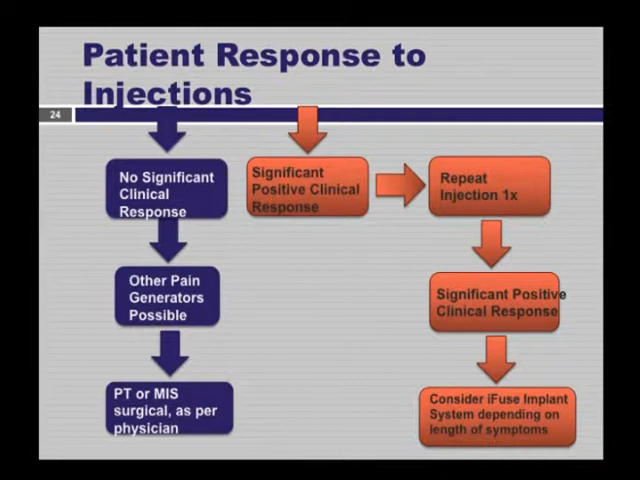 Patient Response to
Injections
24
No Significant
Clinical
Response
Significant
Positive Clinical
Response
Repeat
Injection 1x
Other Pain
Generators
Possible
Significant Positive
Clinical Response
PT or MIS
surgical, as per
physician
Consider iFuse Implant
System depending on
length of symptoms